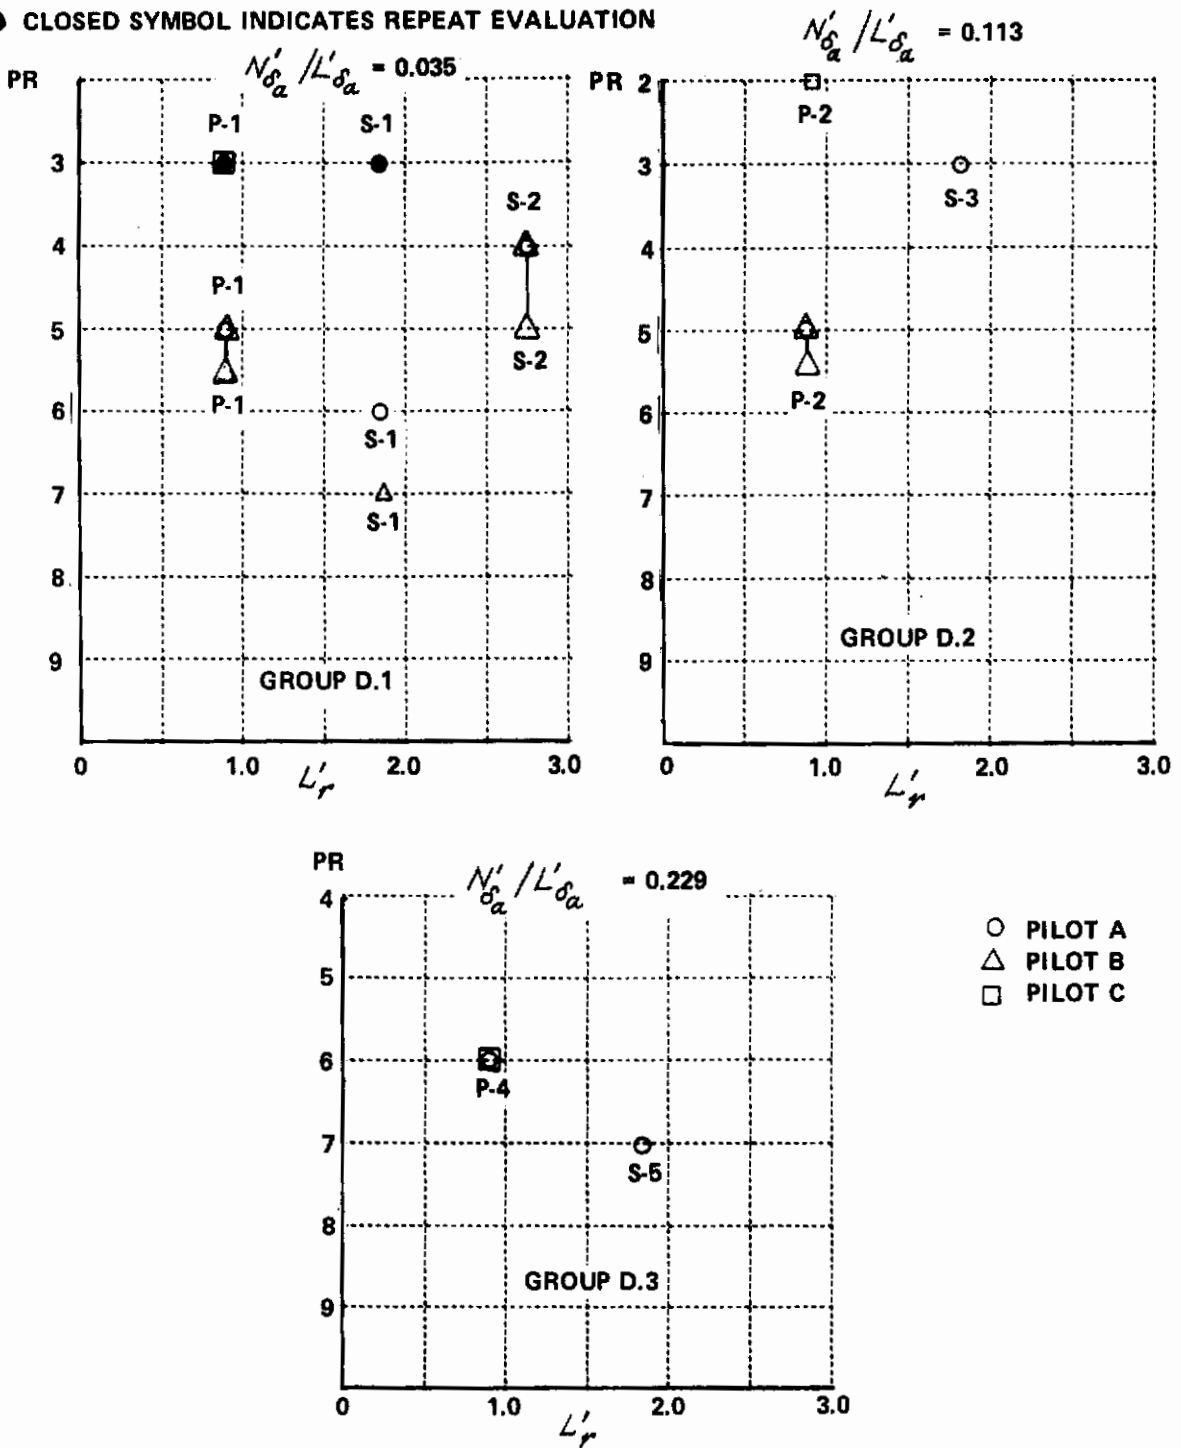 CLOSED SYMBOL INDICATES REPEAT EVALUATION
N'δa /L'δa = 0.035
PR
P-1 S-1
3
S-2
4
P-1
5
S-2
P-1
6
S-1
7
S-1
8
9
GROUP D.1
0 1.0 2.0 3.0
L'r
N'δa /L'δa = 0.113
PR 2
P-2
3
S-3
4
5
P-2
6
7
8
GROUP D.2
9
0 1.0 2.0 3.0
L'r
PR
N'δa /L'δa = 0.229
4
5
6
P-4
7
S-5
8
GROUP D.3
9
0 1.0 2.0 3.0
L'r
○ PILOT A
△ PILOT B
□ PILOT C